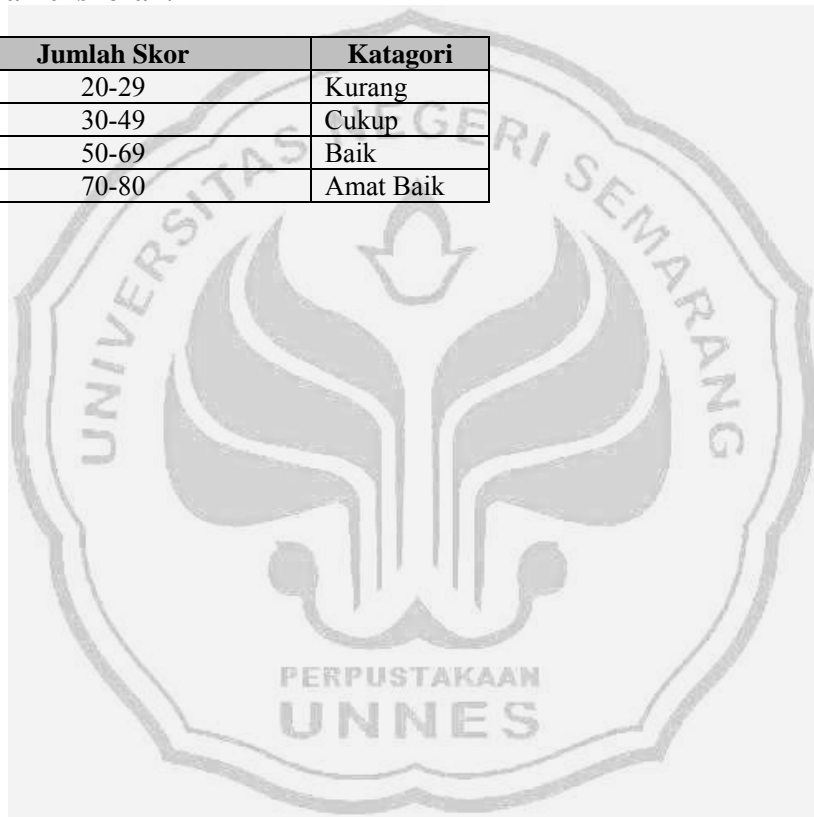 Jumlah Skor Katagori
20-29 Kurang
30-49 Cukup
50-69 Baik
70-80 Amat Baik
UNIVERSITAS NEGERI SEMARANG
PERPUSTAKAAN
UNNES